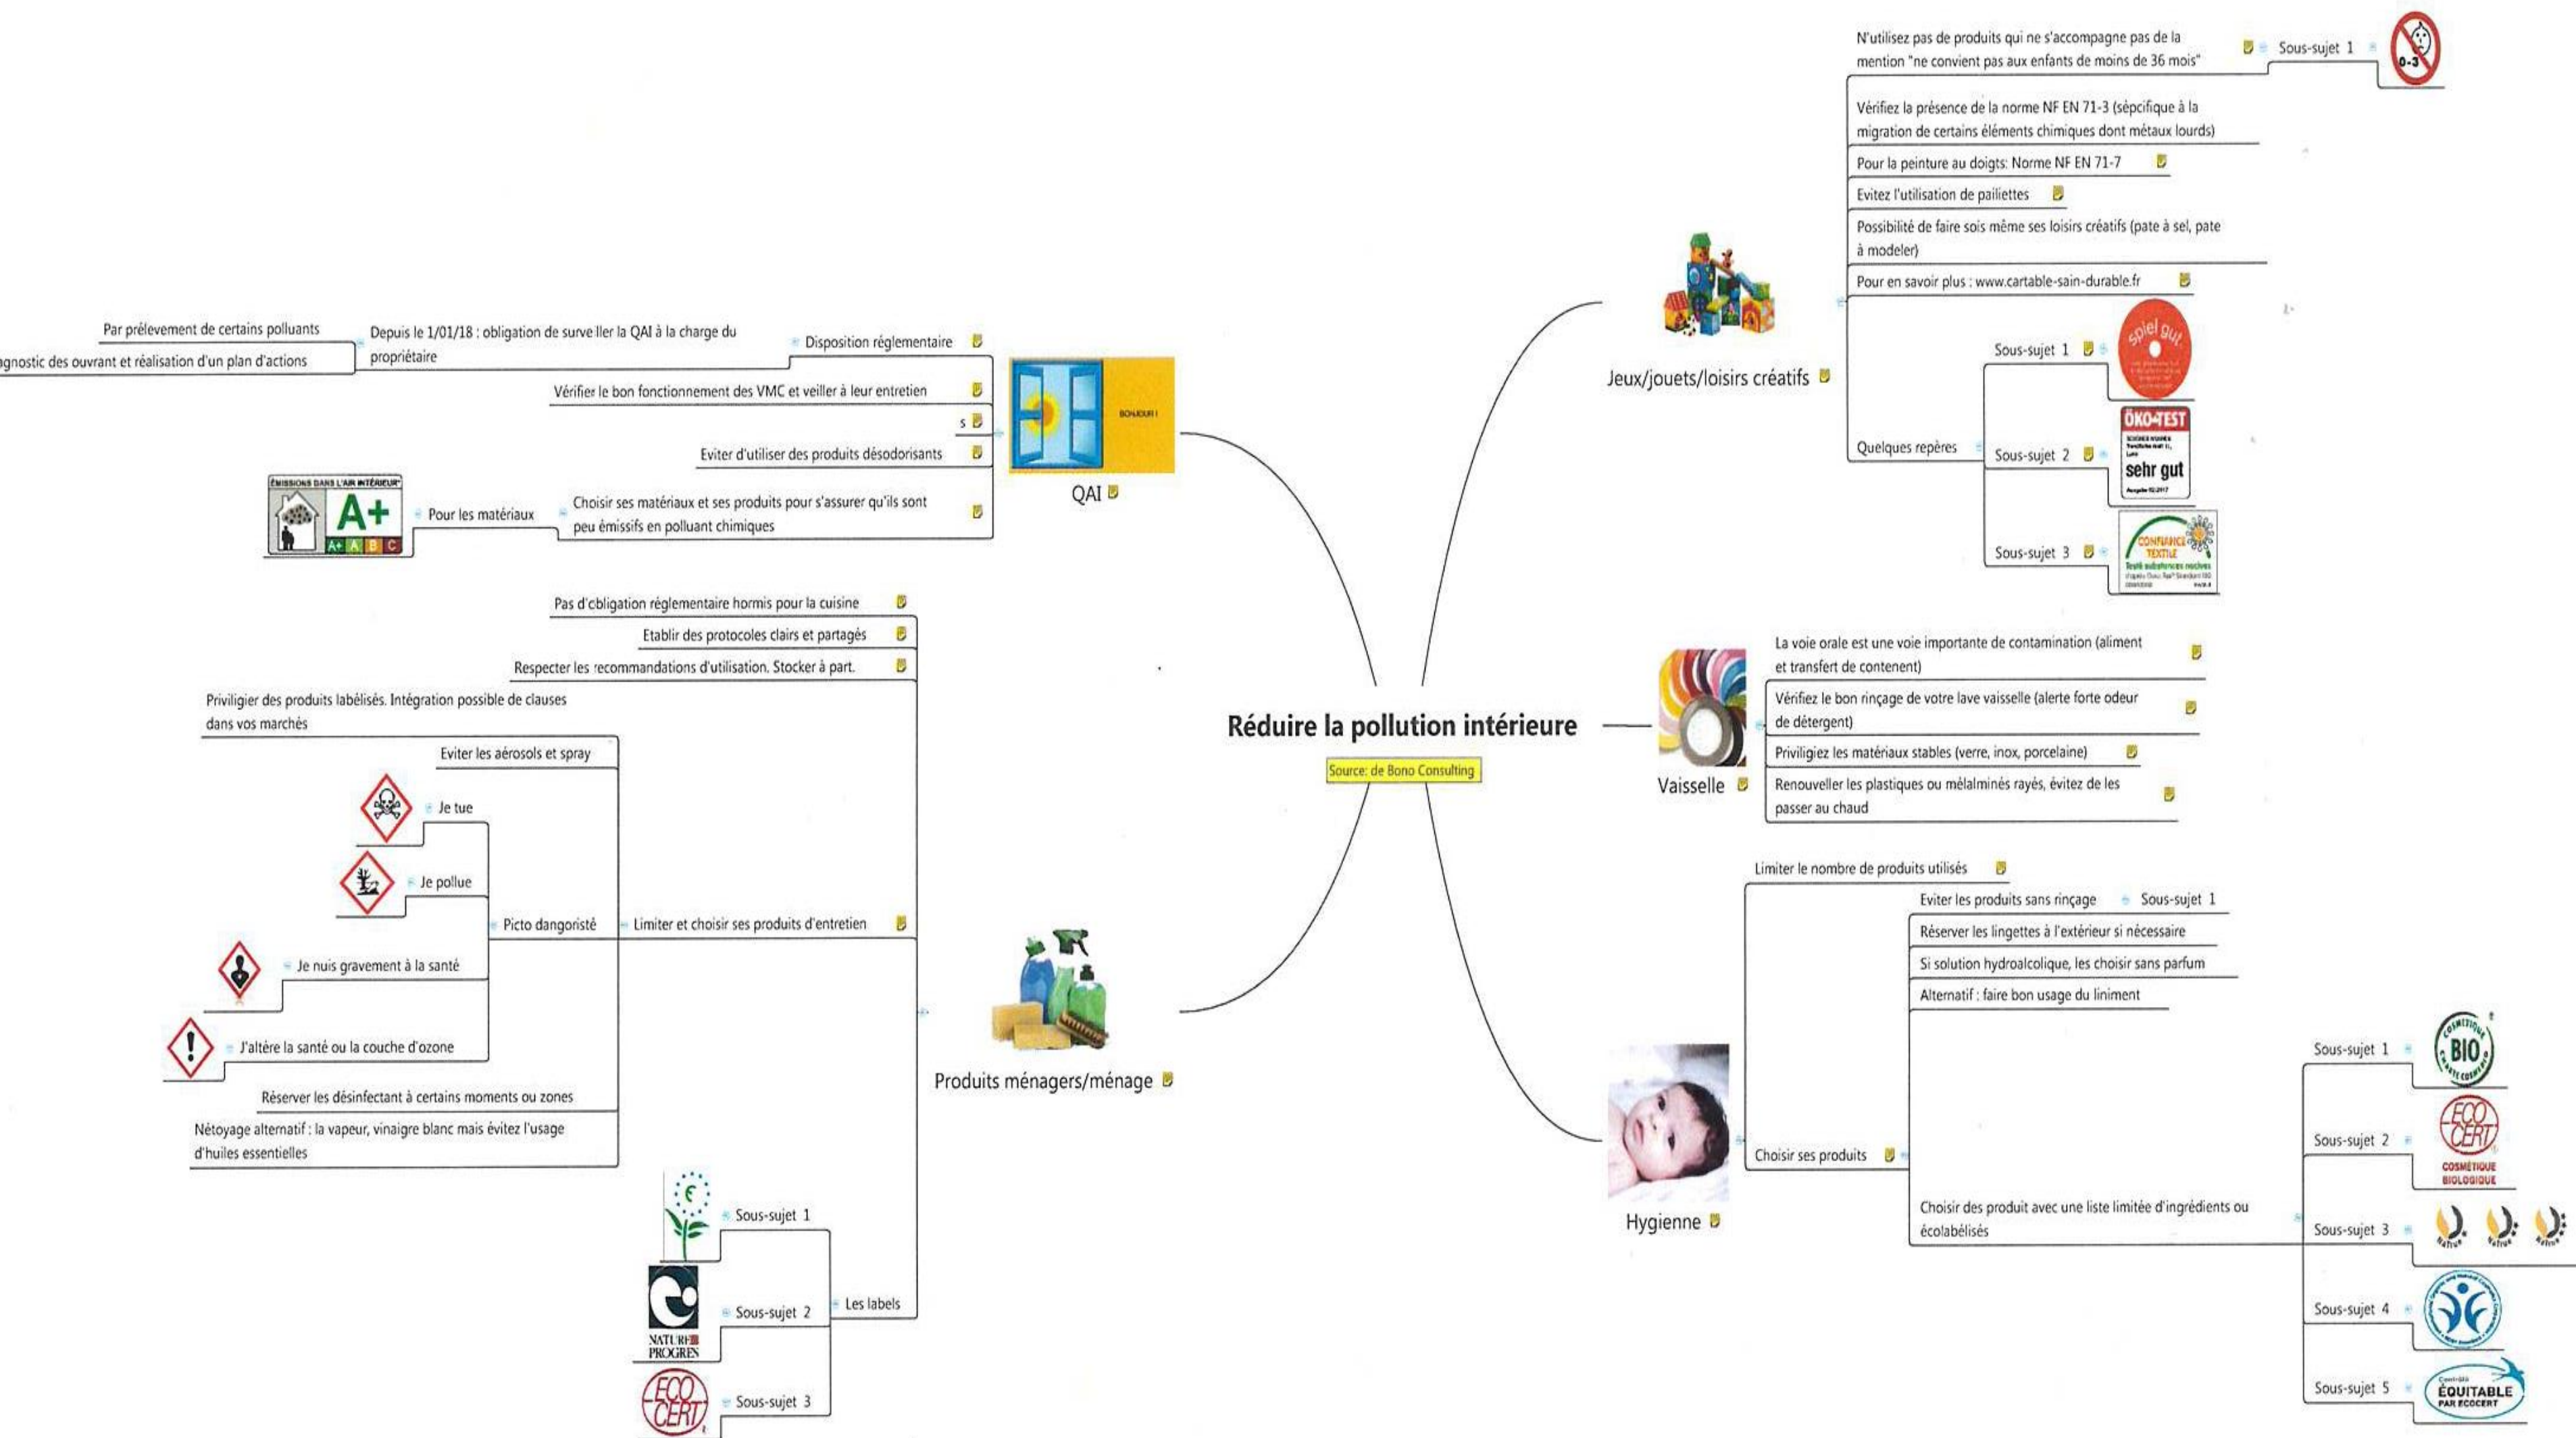 Réduire la pollution intérieure
Source: de Bono Consulting
N'utilisez pas de produits qui ne s'accompagne pas de la
mention "ne convient pas aux enfants de moins de 36 mois"
Sous-sujet 1
0-3
Vérifiez la présence de la norme NF EN 71-3 (sépcifique à la
migration de certains éléments chimiques dont métaux lourds)
Pour la peinture au doigts: Norme NF EN 71-7
Evitez l'utilisation de pailiettes
Possibilité de faire sois même ses loisirs créatifs (pate à sel, pate
à modeler)
Pour en savoir plus : www.cartable-sain-durable.fr
Jeux/jouets/loisirs créatifs
Quelques repères
Sous-sujet 1
spiel gut
Sous-sujet 2
ÖKO-TEST
sehr gut
Sous-sujet 3
CONFIANCE
TEXTILE
Testé substances nocives
La voie orale est une voie importante de contamination (aliment
et transfert de contenent)
Vérifiez le bon rinçage de votre lave vaisselle (alerte forte odeur
de détergent)
Priviligiez les matériaux stables (verre, inox, porcelaine)
Renouveller les plastiques ou mélalminés rayés, évitez de les
passer au chaud
Vaisselle
Limiter le nombre de produits utilisés
Eviter les produits sans rinçage
Sous-sujet 1
Réserver les lingettes à l'extérieur si nécessaire
Si solution hydroalcolique, les choisir sans parfum
Alternatif : faire bon usage du liniment
Choisir ses produits
Choisir des produit avec une liste limitée d'ingrédients ou
écolabélisés
Hygienne
Sous-sujet 1
COSMETIQUE
BIO
Sous-sujet 2
ECO
CERT
COSMÉTIQUE
BIOLOGIQUE
Sous-sujet 3
Natrue Natrue Natrue
Sous-sujet 4
Sous-sujet 5
Contrôlé
ÉQUITABLE
PAR ECOCERT
Par prélevement de certains polluants
agnostic des ouvrant et réalisation d'un plan d'actions
Depuis le 1/01/18 : obligation de surve ller la QAI à la charge du
propriétaire
Disposition réglementaire
Vérifier le bon fonctionnement des VMC et veiller à leur entretien
s
Eviter d'utiliser des produits désodorisants
Choisir ses matériaux et ses produits pour s'assurer qu'ils sont
peu émissifs en polluant chimiques
Pour les matériaux
ÉMISSIONS DANS L'AIR INTÉRIEUR*
A+
A+ A B C
BONJOUR !
QAI
Pas d'obligation réglementaire hormis pour la cuisine
Etablir des protocoles clairs et partagés
Respecter les recommandations d'utilisation. Stocker à part.
Priviligier des produits labélisés. Intégration possible de clauses
dans vos marchés
Eviter les aérosols et spray
Je tue
Je pollue
Picto dangoristé
Limiter et choisir ses produits d'entretien
Je nuis gravement à la santé
J'altère la santé ou la couche d'ozone
Réserver les désinfectant à certains moments ou zones
Nétoyage alternatif : la vapeur, vinaigre blanc mais évitez l'usage
d'huiles essentielles
Produits ménagers/ménage
Les labels
Sous-sujet 1
Sous-sujet 2
NATURE
PROGRES
Sous-sujet 3
ECO
CERT